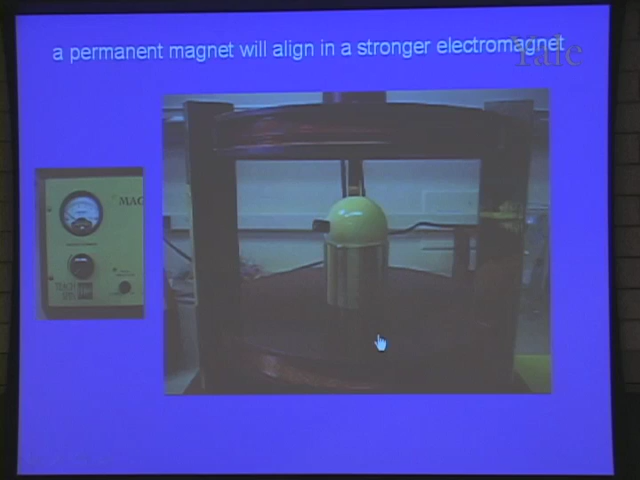 a permanent magnet will align in a stronger electromagnet
Yale
MAG